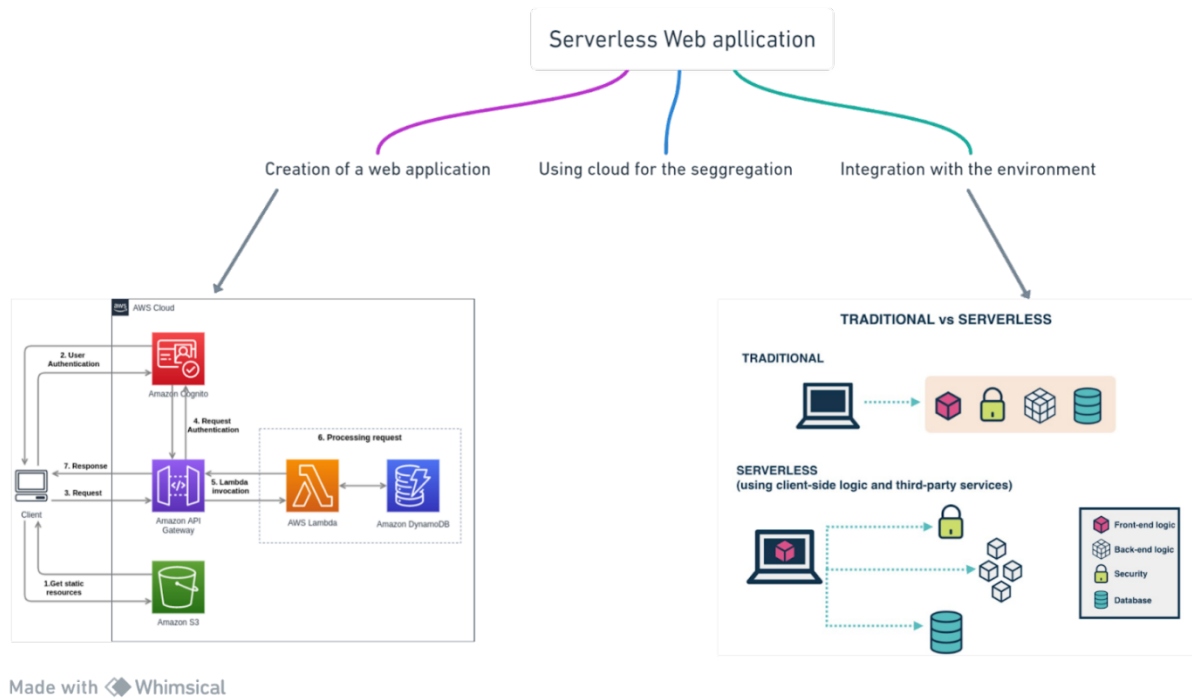 Serverless Web apllication
Creation of a web application
Using cloud for the seggregation
Integration with the environment
aws
AWS Cloud
2. User
Authentication
Amazon Cognito
4. Request
Authentication
6. Processing request
7. Response
3. Request
5. Lambda
invocation
Client
Amazon API
Gateway
AWS Lambda
Amazon DynamoDB
1.Get static
resources
Amazon S3
TRADITIONAL vs SERVERLESS
TRADITIONAL
SERVERLESS
(using client-side logic and third-party services)
Front-end logic
Back-end logic
Security
Database
Made with Whimsical